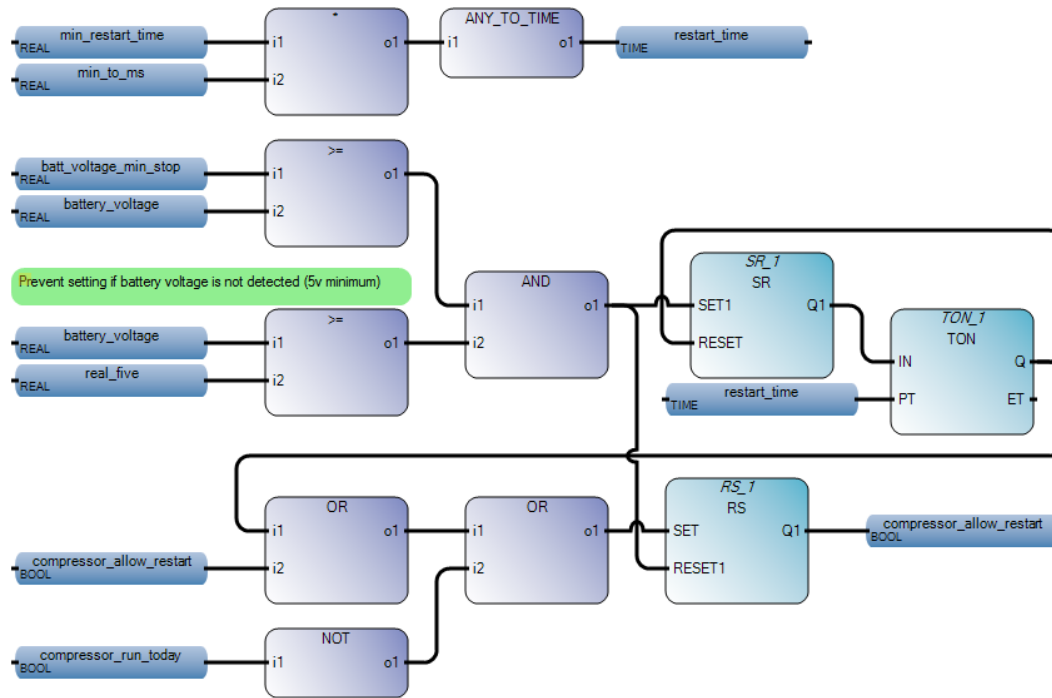 *
ANY_TO_TIME
min_restart_time
REAL
i1
o1
i1
o1
restart_time
TIME
min_to_ms
REAL
i2
>=
batt_voltage_min_stop
REAL
i1
o1
battery_voltage
REAL
i2
Prevent setting if battery voltage is not detected (5v minimum)
AND
SR_1
SR
i1
o1
SET1
Q1
>=
battery_voltage
REAL
i1
o1
i2
RESET
TON_1
TON
real_five
REAL
i2
IN
Q
restart_time
TIME
PT
ET
OR
OR
RS_1
RS
i1
o1
i1
o1
SET
Q1
compressor_allow_restart
BOOL
compressor_allow_restart
BOOL
i2
i2
RESET1
NOT
compressor_run_today
BOOL
i1
o1